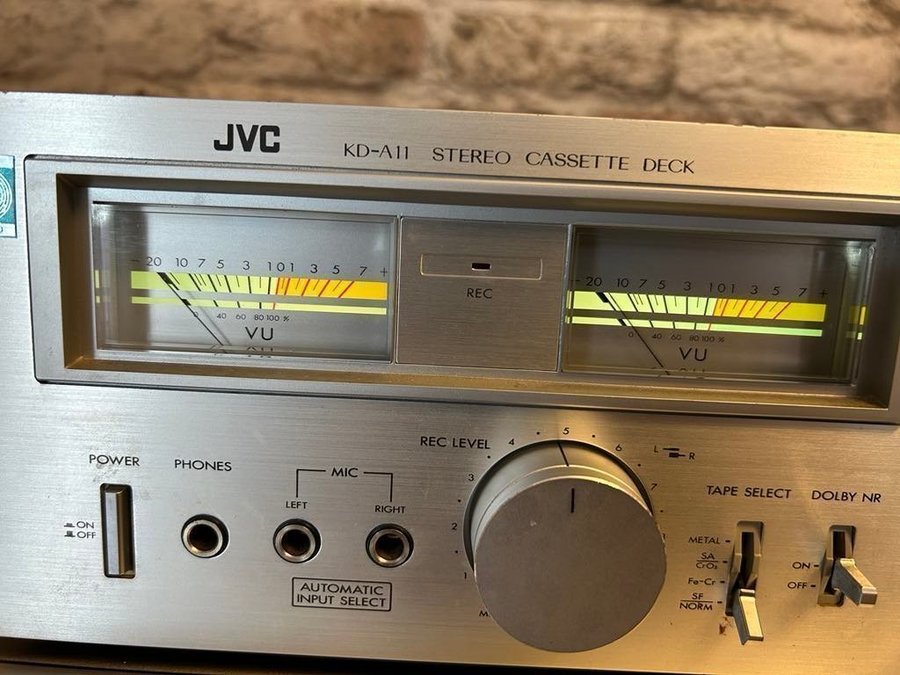 JVC KD-A11 STEREO CASSETTE DECK
- 20 10 7 5 3 1 0 1 3 5 7 +
40 60 80 100 %
VU
REC
- 20 10 7 5 3 1 0 1 3 5 7 +
0 40 60 80 100 %
VU
POWER
ON
OFF
PHONES
MIC
LEFT
RIGHT
AUTOMATIC
INPUT SELECT
REC LEVEL
1 2 3 4 5 6 7
L R
TAPE SELECT
METAL
SA
CrO₂
Fe-Cr
SF
NORM
DOLBY NR
ON
OFF